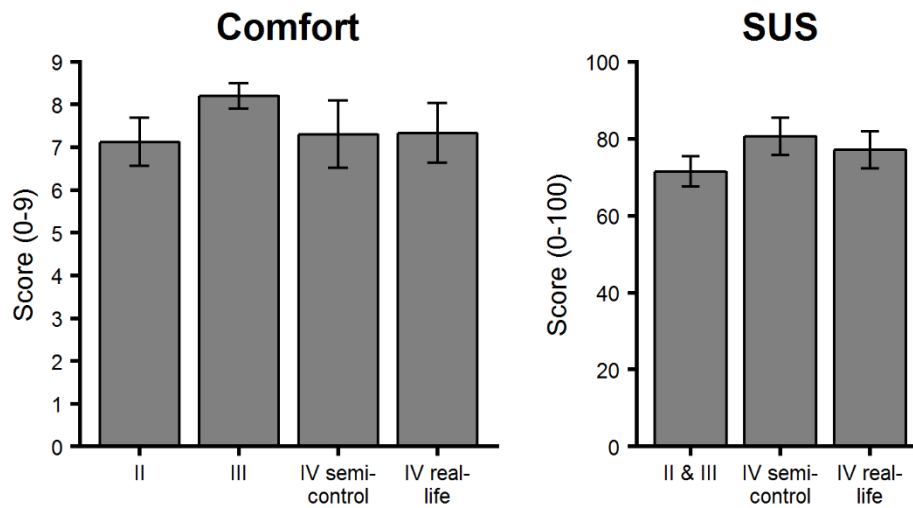 Comfort
Score (0-9)
9
8
7
6
5
4
3
2
1
0
II
III
IV semi-
control
IV real-
life
SUS
Score (0-100)
100
80
60
40
20
0
II & III
IV semi-
control
IV real-
life